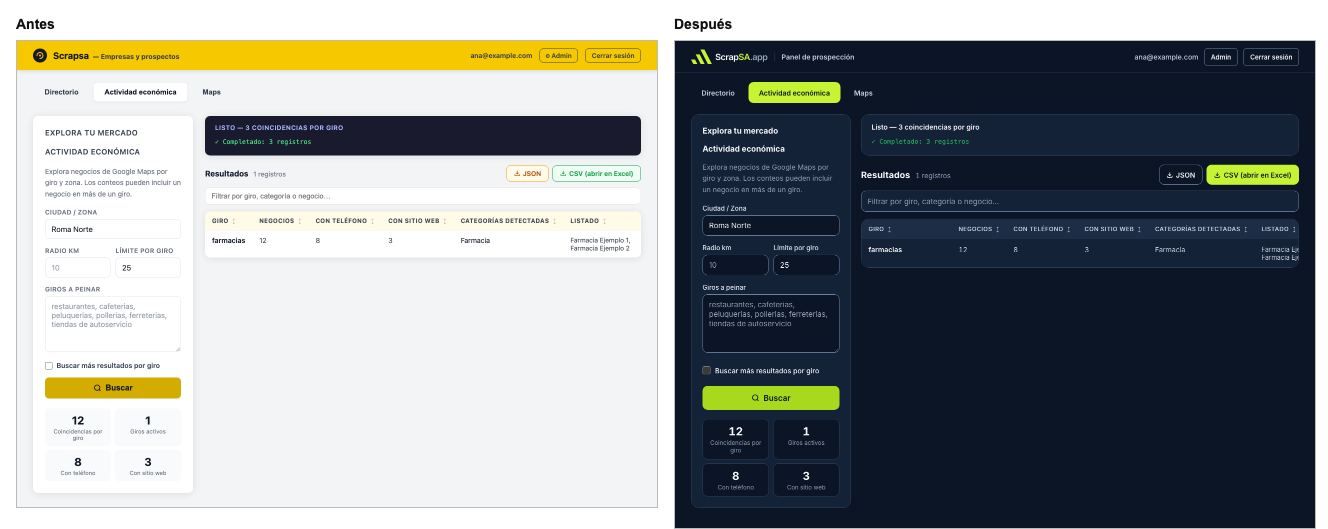 Antes
Scrapsa — Empresas y prospectos
ana@example.com
Admin
Cerrar sesión
Directorio
Actividad económica
Maps
EXPLORA TU MERCADO
ACTIVIDAD ECONÓMICA
Explora negocios de Google Maps por
giro y zona. Los conteos pueden incluir un
negocio en más de un giro.
CIUDAD / ZONA
Roma Norte
RADIO KM
LÍMITE POR GIRO
10
25
GIROS A PEINAR
restaurantes, cafeterias,
peluquerias, pollerias, ferreterias,
tiendas de autoservicio
Buscar más resultados por giro
Buscar
12
Coincidencias por
giro
1
Giros activos
8
Con teléfono
3
Con sitio web
LISTO — 3 COINCIDENCIAS POR GIRO
✓ Completado: 3 registros
Resultados 1 registros
JSON
CSV (abrir en Excel)
Filtrar por giro, categoría o negocio...
GIRO NEGOCIOS CON TELÉFONO CON SITIO WEB CATEGORÍAS DETECTADAS LISTADO
farmacias 12 8 3 Farmacia Farmacia Ejemplo 1,
Farmacia Ejemplo 2
Después
ScrapSA.app Panel de prospección
ana@example.com
Admin
Cerrar sesión
Directorio
Actividad económica
Maps
Explora tu mercado
Actividad económica
Explora negocios de Google Maps por
giro y zona. Los conteos pueden incluir un
negocio en más de un giro.
Ciudad / Zona
Roma Norte
Radio km
Límite por giro
10
25
Giros a peinar
restaurantes, cafeterias,
peluquerias, pollerias, ferreterias,
tiendas de autoservicio
Buscar más resultados por giro
Buscar
12
Coincidencias por
giro
1
Giros activos
8
Con teléfono
3
Con sitio web
Listo — 3 coincidencias por giro
✓ Completado: 3 registros
Resultados 1 registros
JSON
CSV (abrir en Excel)
Filtrar por giro, categoría o negocio...
GIRO NEGOCIOS CON TELÉFONO CON SITIO WEB CATEGORÍAS DETECTADAS LISTADO
farmacias 12 8 3 Farmacia Farmacia Eje
Farmacia Eje